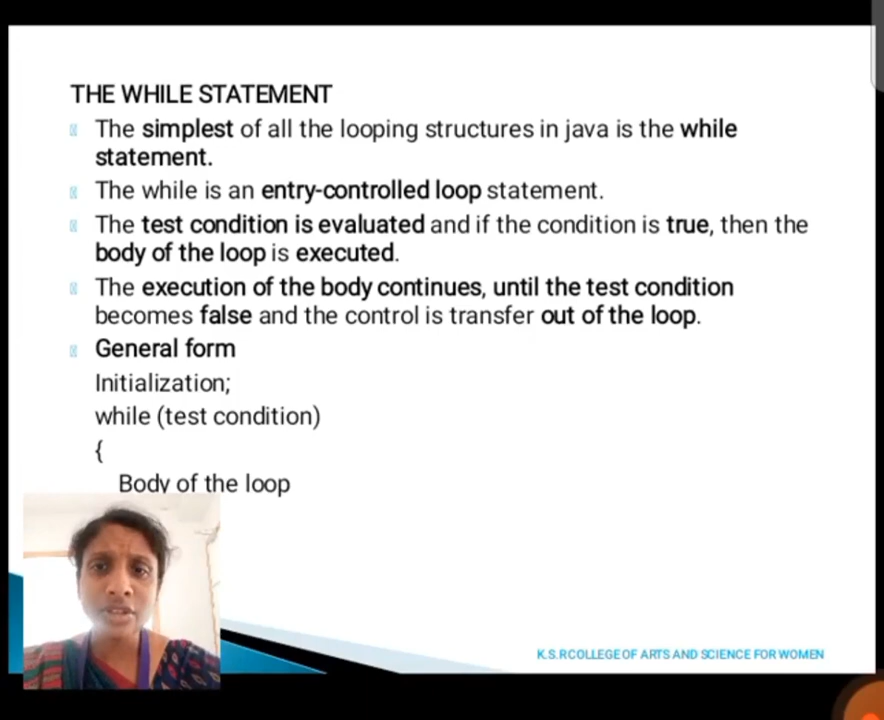 THE WHILE STATEMENT
The simplest of all the looping structures in java is the while
statement.
The while is an entry-controlled loop statement.
The test condition is evaluated and if the condition is true, then the
body of the loop is executed.
The execution of the body continues, until the test condition
becomes false and the control is transfer out of the loop.
General form
Initialization;
while (test condition)
{
Body of the loop
K.S.RCOLLEGE OF ARTS AND SCIENCE FOR WOMEN